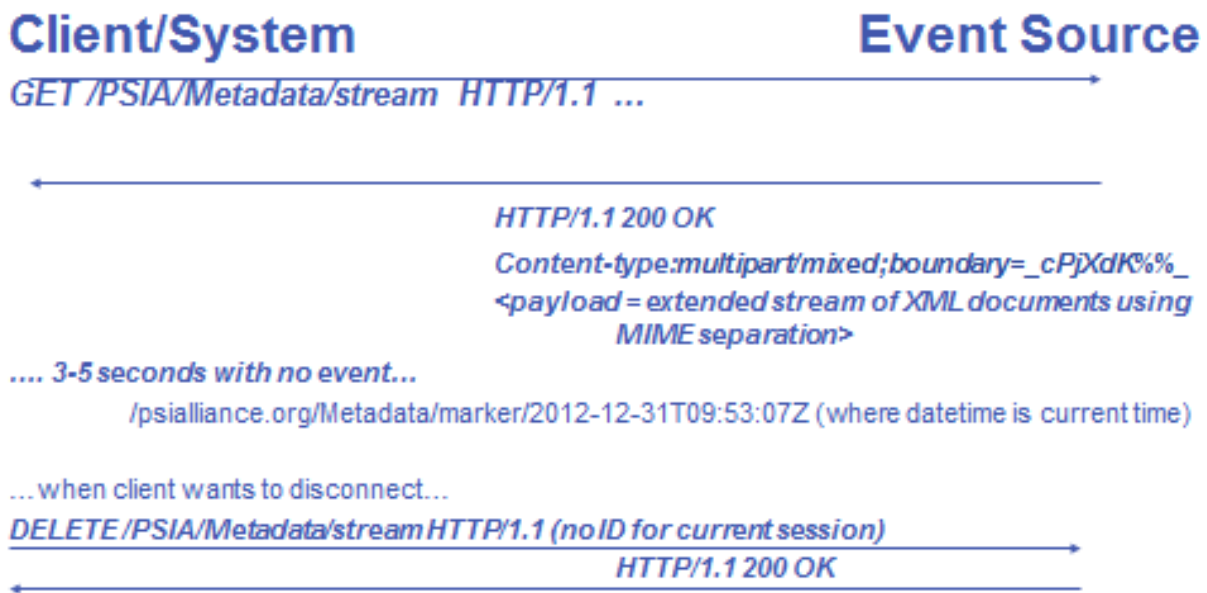 Client/System Event Source
GET /PSIA/Metadata/stream HTTP/1.1 ...
HTTP/1.1 200 OK
Content-type:multipart/mixed;boundary=_cPjXdK%%_
<payload = extended stream of XML documents using
MIME separation>
.... 3-5 seconds with no event...
/psialliance.org/Metadata/marker/2012-12-31T09:53:07Z (where datetime is current time)
...when client wants to disconnect...
DELETE /PSIA/Metadata/stream HTTP/1.1 (no ID for current session)
HTTP/1.1 200 OK